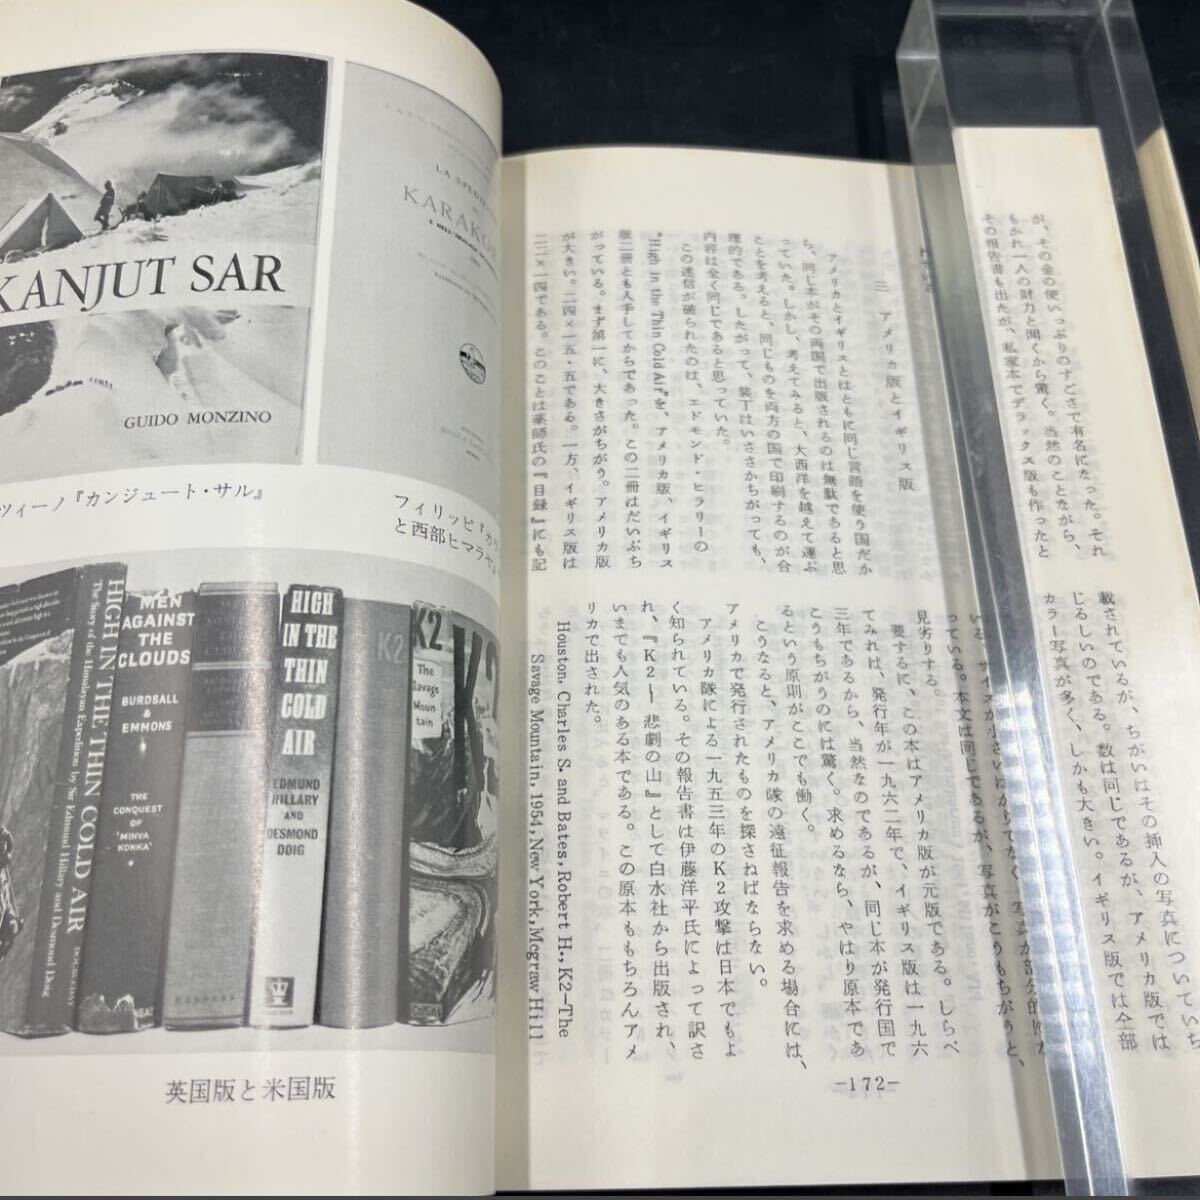 KANJUT SAR
GUIDO MONZINO
ツィーノ『カンジュート・サル』
LA SPEDIZ
KARAKO
フィリッピ『カラ
と西部ヒマラヤ
HIGH IN THE THIN COLD AIR
The Story of the Himalayan Expedition by Sir Edmund Hillary and Desmond Doig
DOUBLEDAY
MEN
AGAINST
THE
CLOUDS
BURDSALL
&
EMMONS
THE
CONQUEST
OF
'MINYA
KONKA'
HARPERS
HIGH
IN THE
THIN
COLD
AIR
EDMUND
HILLARY
AND
DESMOND
DOIG
K2
K2
The
Savage
Moun-
tain
英国版と米国版
が、その金の使いっぷりのすごさで有名になった。それ
もかれ一人の財力と聞くから驚く。当然のことながら、
その報告書も出たが、私家本でデラックス版も作ったと
三 アメリカ版とイギリス版
アメリカとイギリスとはともに同じ言語を使う国だか
ら、同じ本がその両国で出版されるのは無駄であると思
っていた。しかし、考えてみると、大西洋を越えて運ぶ
ことを考えると、同じものを両方の国で印刷するのが合
理的である。したがって、装丁はいささかちがっても、
内容は全く同じであると思っていた。
この迷信が破られたのは、エドモンド・ヒラリーの
"High in the Thin Cold Air"を、アメリカ版、イギリス
版二冊とも入手してからであった。この二冊はだいぶち
がっている。まず第一に、大きさがちがう。アメリカ版
が大きい。二四×一五・五である。一方、イギリス版は
二二×一四である。このことは薬師氏の『目録』にも記
載されているが、ちがいはその挿入の写真についていち
じるしいのである。数は同じであるが、アメリカ版では
カラー写真が多く、しかも大きい。イギリス版では全部
っている。本文は同じであるが、写真がこうもちがうと、
見劣りする。
要するに、この本はアメリカ版が元版である。しらべ
てみれば、発行年が一九六二年で、イギリス版は一九六
三年であるから、当然なのであるが、同じ本が発行国で
こうもちがうのには驚く。求めるなら、やはり原本であ
るという原則がここでも働く。
こうなると、アメリカ隊の遠征報告を求める場合には、
アメリカで発行されたものを探さねばならない。
アメリカ隊による一九五三年のK2攻撃は日本でもよ
く知られている。その報告書は伊藤洋平氏によって訳さ
れ、『K2―悲劇の山』として白水社から出版され、
いまでも人気のある本である。この原本ももちろんアメ
リカで出された。
Houston, Charles S. and Bates, Robert H., K2—The
Savage Mountain, 1954, New York, Mcgraw Hill
—172—